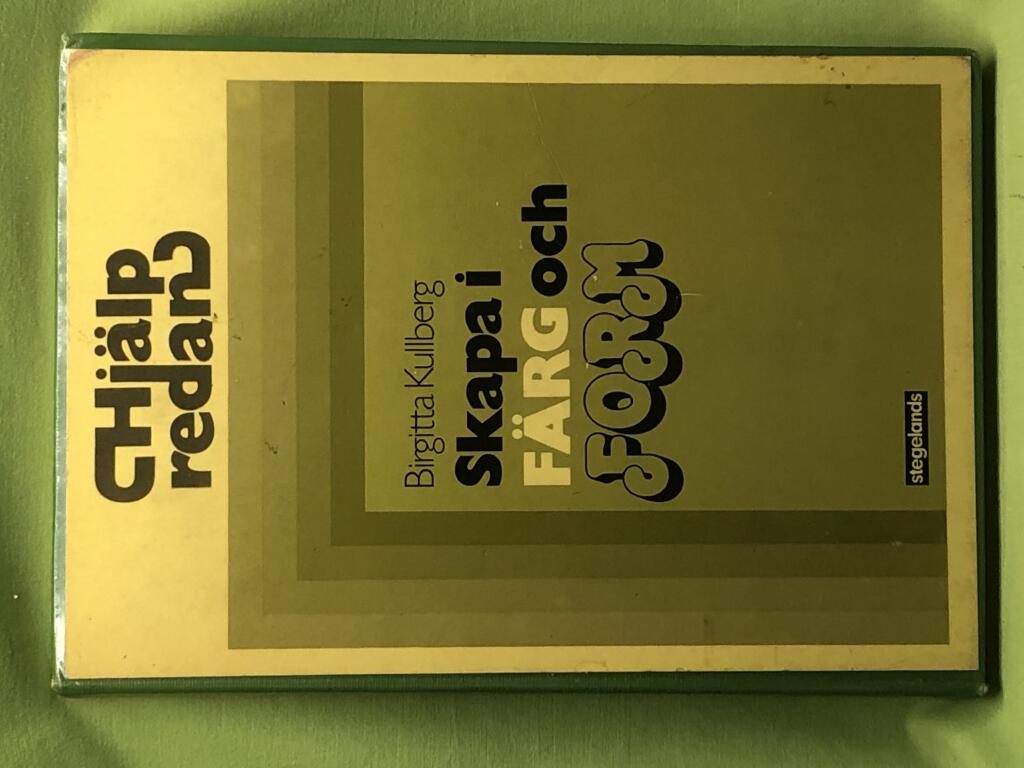 Hjälp
redan
Birgitta Kullberg
Skapa i
FÄRG och
FORM
stegelands